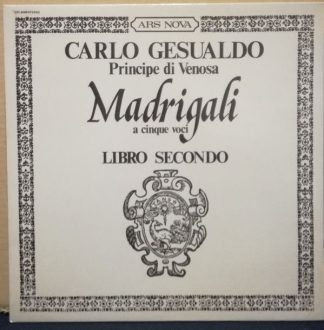 ARS NOVA
CARLO GESUALDO
Principe di Venosa
Madrigali
a cinque voci
LIBRO SECONDO